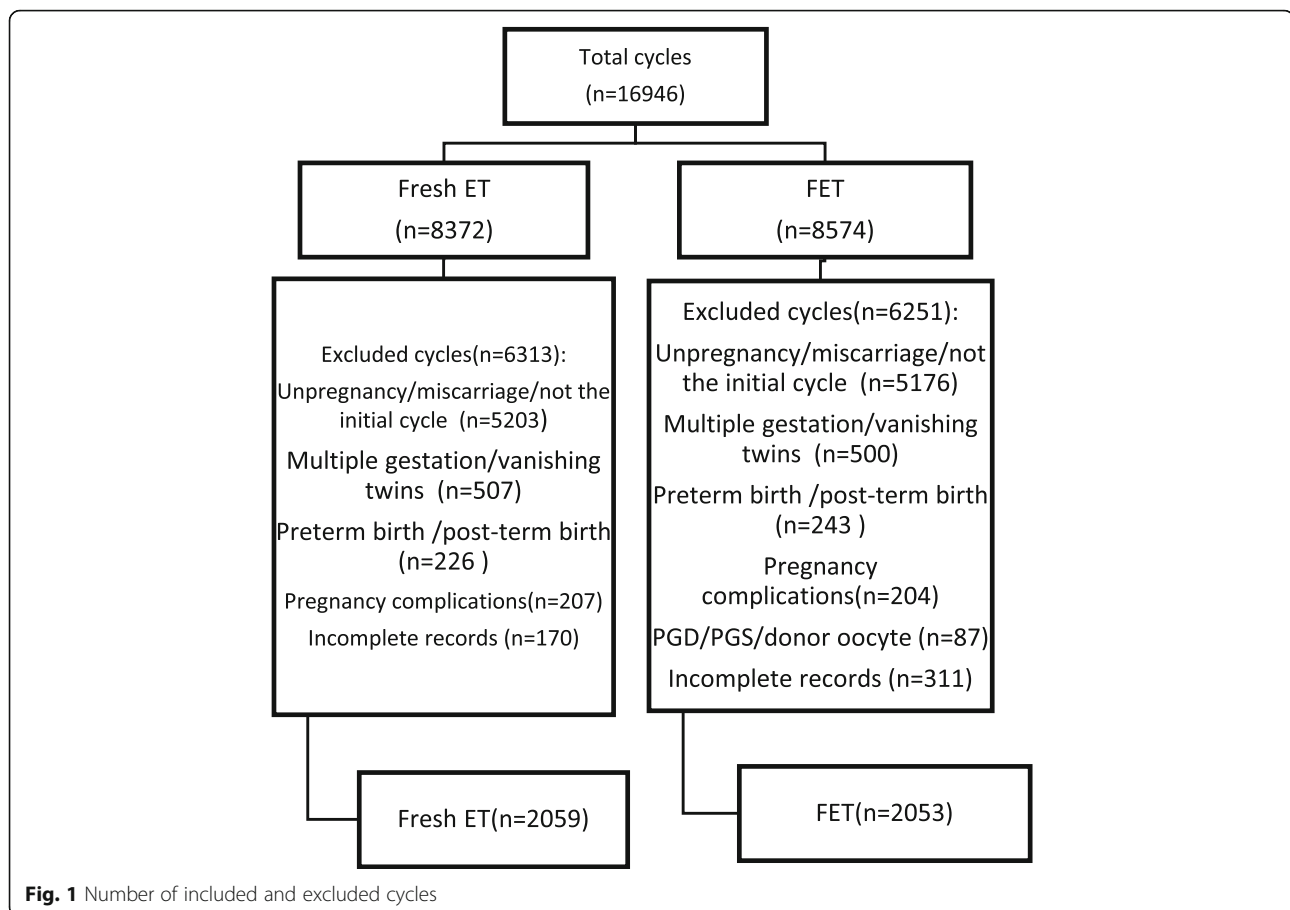 Total cycles
(n=16946)
Fresh ET
(n=8372)
FET
(n=8574)
Excluded cycles(n=6313):
Unpregnancy/miscarriage/not the
initial cycle (n=5203)
Multiple gestation/vanishing
twins (n=507)
Preterm birth /post-term birth
(n=226 )
Pregnancy complications(n=207)
Incomplete records (n=170)
Excluded cycles(n=6251):
Unpregnancy/miscarriage/not
the initial cycle (n=5176)
Multiple gestation/vanishing
twins (n=500)
Preterm birth /post-term birth
(n=243 )
Pregnancy
complications(n=204)
PGD/PGS/donor oocyte (n=87)
Incomplete records (n=311)
Fresh ET(n=2059)
FET(n=2053)
Fig. 1 Number of included and excluded cycles